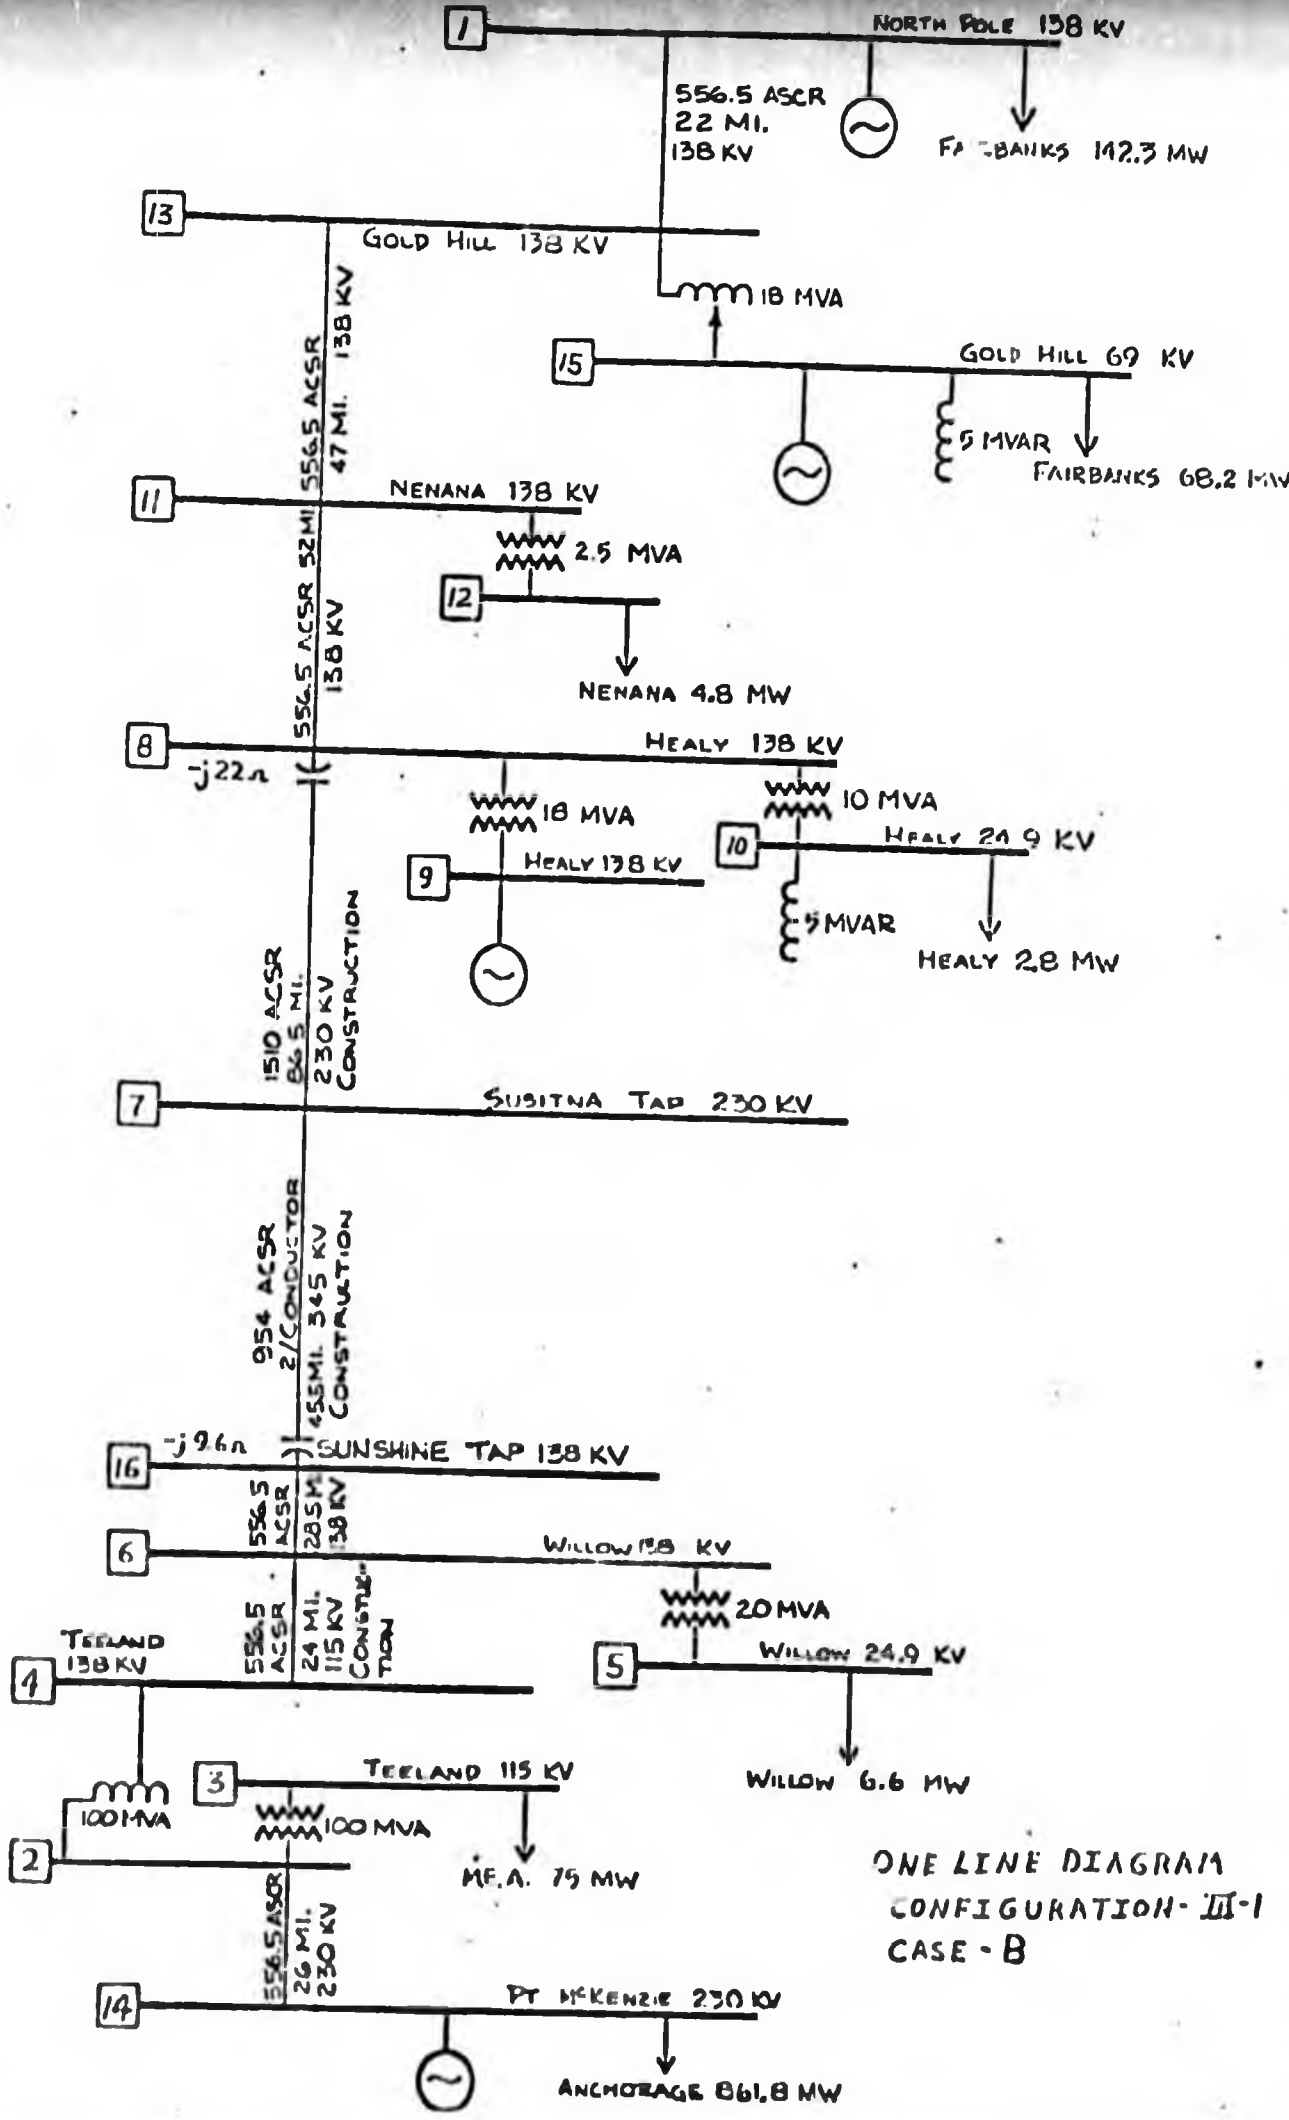 1
NORTH POLE 138 KV
556.5 ASCR
22 MI.
138 KV
142.3 MW
13
GOLD HILL 138 KV
18 MVA
556.5 ACSR
47 MI. 138 KV
15
GOLD HILL 69 KV
5 MVAR
FAIRBANKS 68.2 MW
11
NENANA 138 KV
2.5 MVA
12
NENANA 4.8 MW
556.5 ACSR 52 MI.
138 KV
8
HEALY 138 KV
-j22Ω
18 MVA
10 MVA
9
HEALY 138 KV
10
HEALY 24.9 KV
5 MVAR
HEALY 28 MW
1510 ACSR
86.5 MI.
230 KV
CONSTRUCTION
7
SUSITNA TAP 230 KV
954 ACSR
2/CONDUCTOR
45.5 MI. 345 KV
CONSTRUCTION
-j9.6Ω
16
SUNSHINE TAP 138 KV
556.5
ACSR
28.5 M
138 KV
6
WILLOW 138 KV
556.5
ACSR
24 MI.
115 KV
CONSTUC-
TION
20 MVA
5
WILLOW 24.9 KV
WILLOW 6.6 MW
TEELAND
138 KV
4
100 MVA
3
TEELAND 115 KV
100 MVA
M.E.A. 75 MW
2
556.5 ASCR
26 MI.
230 KV
14
PT MCKENZIE 230 KV
ANCHORAGE 861.8 MW
ONE LINE DIAGRAM
CONFIGURATION-III-1
CASE-B